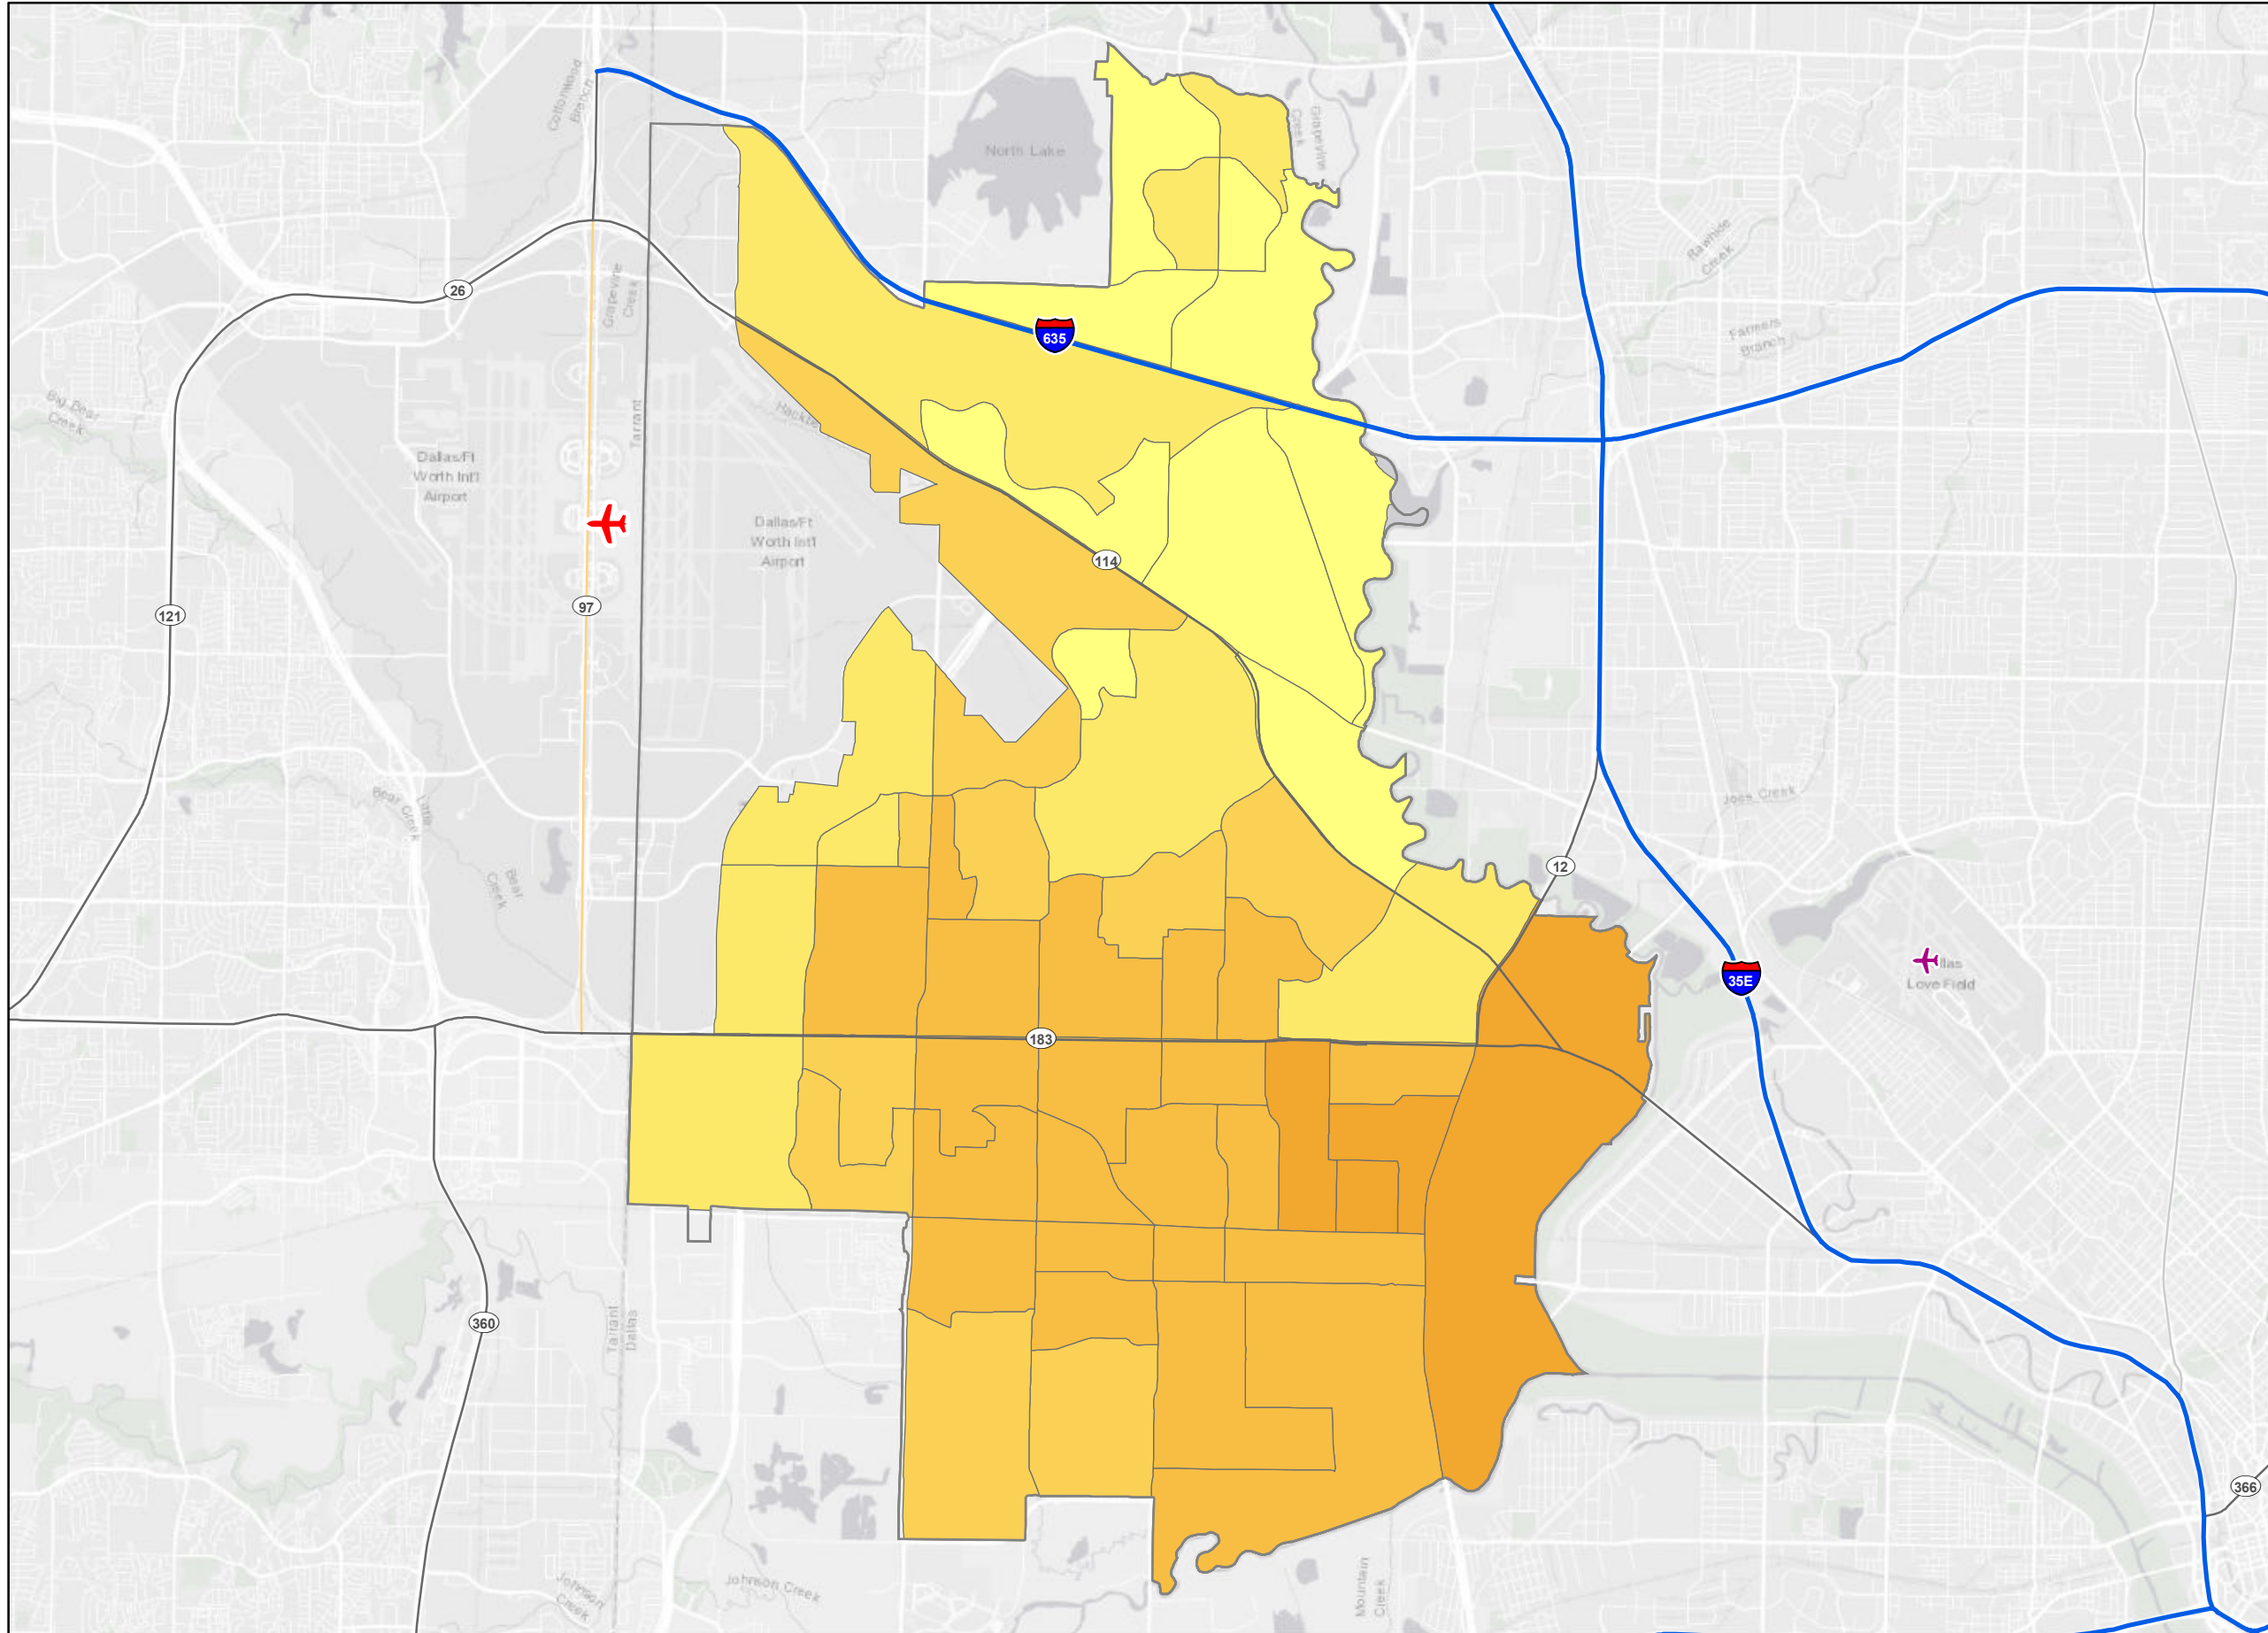 Cottonwood
Branch
North Lake
Grapevine
Creek
Rawhide
Creek
26
Grapevine
Creek
635
Farmers
Branch
Big Bear
Creek
Tarrant
Dallas/Ft
Worth Int'l
Airport
Dallas/Ft
Worth Int'l
Airport
114
97
121
Little
Bear Creek
Joes Creek
12
Bear
Creek
35E
Love Field
183
360
Tarrant
Dallas
366
Johnson
Creek
Johnson Creek
Mountain
Creek